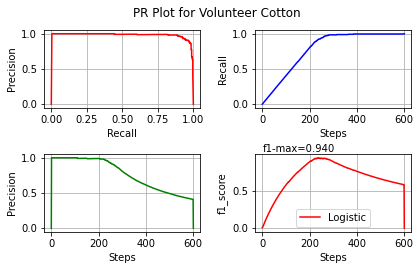 PR Plot for Volunteer Cotton
Precision
1.0
0.5
0.0
0.00 0.25 0.50 0.75 1.00
Recall
Recall
1.0
0.5
0.0
0 200 400 600
Steps
Precision
1.0
0.5
0.0
0 200 400 600
Steps
f1-max=0.940
f1_score
0.5
0.0
Logistic
0 200 400 600
Steps